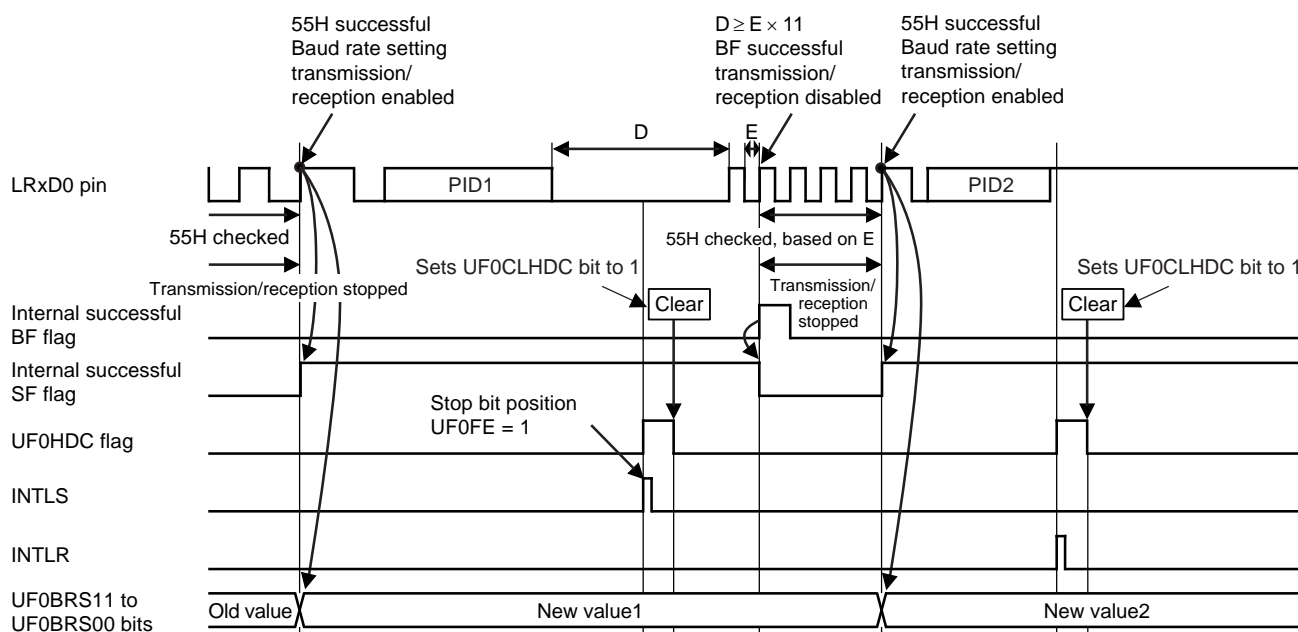 55H successful
Baud rate setting
transmission/
reception enabled
D ≥ E × 11
BF successful
transmission/
reception disabled
55H successful
Baud rate setting
transmission/
reception enabled
D
E
LRxD0 pin
PID1
PID2
55H checked
55H checked, based on E
Sets UF0CLHDC bit to 1
Sets UF0CLHDC bit to 1
Transmission/reception stopped
Transmission/
reception
stopped
Clear
Clear
Internal successful
BF flag
Internal successful
SF flag
Stop bit position
UF0FE = 1
UF0HDC flag
INTLS
INTLR
UF0BRS11 to
UF0BRS00 bits
Old value
New value1
New value2